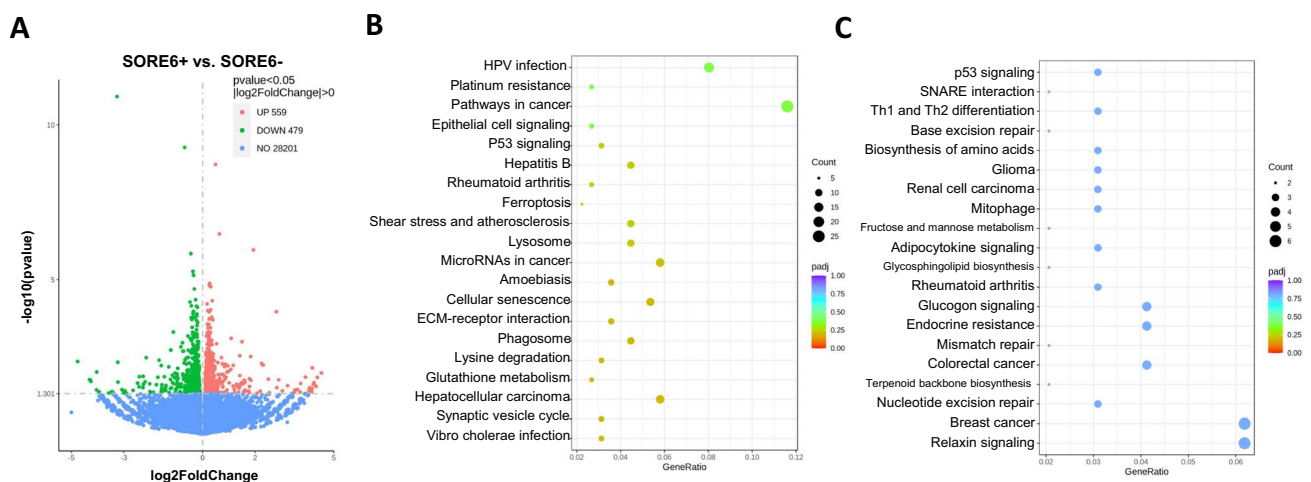 A
SORE6+ vs. SORE6-
pvalue<0.05
|log2FoldChange|>0
UP 559
DOWN 479
NO 28201
10
5
1.301
-log10(pvalue)
-5
-3
0
2
5
log2FoldChange
B
HPV infection
Platinum resistance
Pathways in cancer
Epithelial cell signaling
P53 signaling
Hepatitis B
Rheumatoid arthritis
Ferroptosis
Shear stress and atherosclerosis
Lysosome
MicroRNAs in cancer
Amoebiasis
Cellular senescence
ECM-receptor interaction
Phagosome
Lysine degradation
Glutathione metabolism
Hepatocellular carcinoma
Synaptic vesicle cycle
Vibro cholerae infection
0.02
0.04
0.06
0.08
0.10
0.12
GeneRatio
Count
5
10
15
20
25
padj
1.00
0.75
0.50
0.25
0.00
C
p53 signaling
SNARE interaction
Th1 and Th2 differentiation
Base excision repair
Biosynthesis of amino acids
Glioma
Renal cell carcinoma
Mitophage
Fructose and mannose metabolism
Adipocytokine signaling
Glycosphingolipid biosynthesis
Rheumatoid arthritis
Glucogon signaling
Endocrine resistance
Mismatch repair
Colorectal cancer
Terpenoid backbone biosynthesis
Nucleotide excision repair
Breast cancer
Relaxin signaling
0.02
0.03
0.04
0.05
0.06
GeneRatio
Count
2
3
4
5
6
padj
1.00
0.75
0.50
0.25
0.00